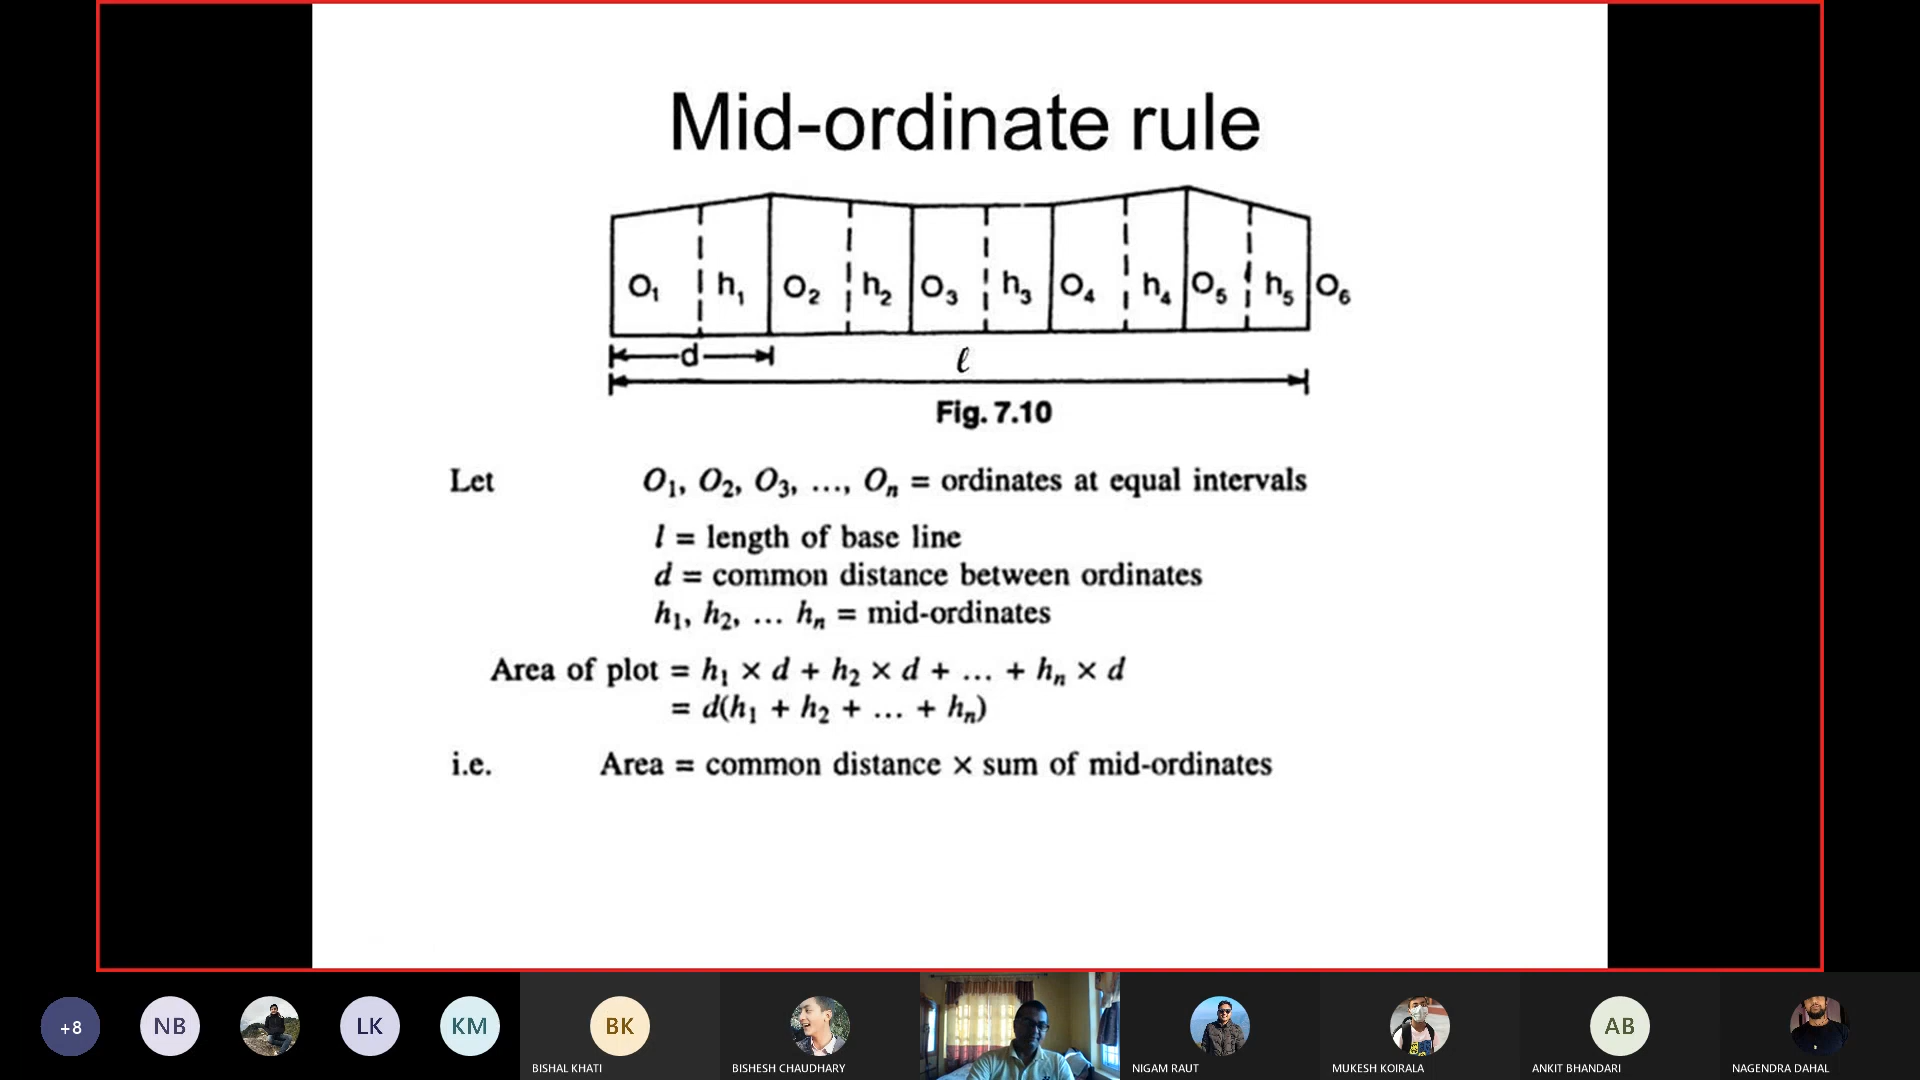 Mid-ordinate rule
O₁ h₁ O₂ h₂ O₃ h₃ O₄ h₄ O₅ h₅ O₆
d
ℓ
Fig. 7.10
Let O₁, O₂, O₃, ..., Oₙ = ordinates at equal intervals
l = length of base line
d = common distance between ordinates
h₁, h₂, ... hₙ = mid-ordinates
Area of plot = h₁ × d + h₂ × d + ... + hₙ × d
= d(h₁ + h₂ + ... + hₙ)
i.e. Area = common distance × sum of mid-ordinates
+8 NB LK KM BK AB
BISHAL KHATI BISHESH CHAUDHARY NIGAM RAUT MUKESH KOIRALA ANKIT BHANDARI NAGENDRA DAHAL